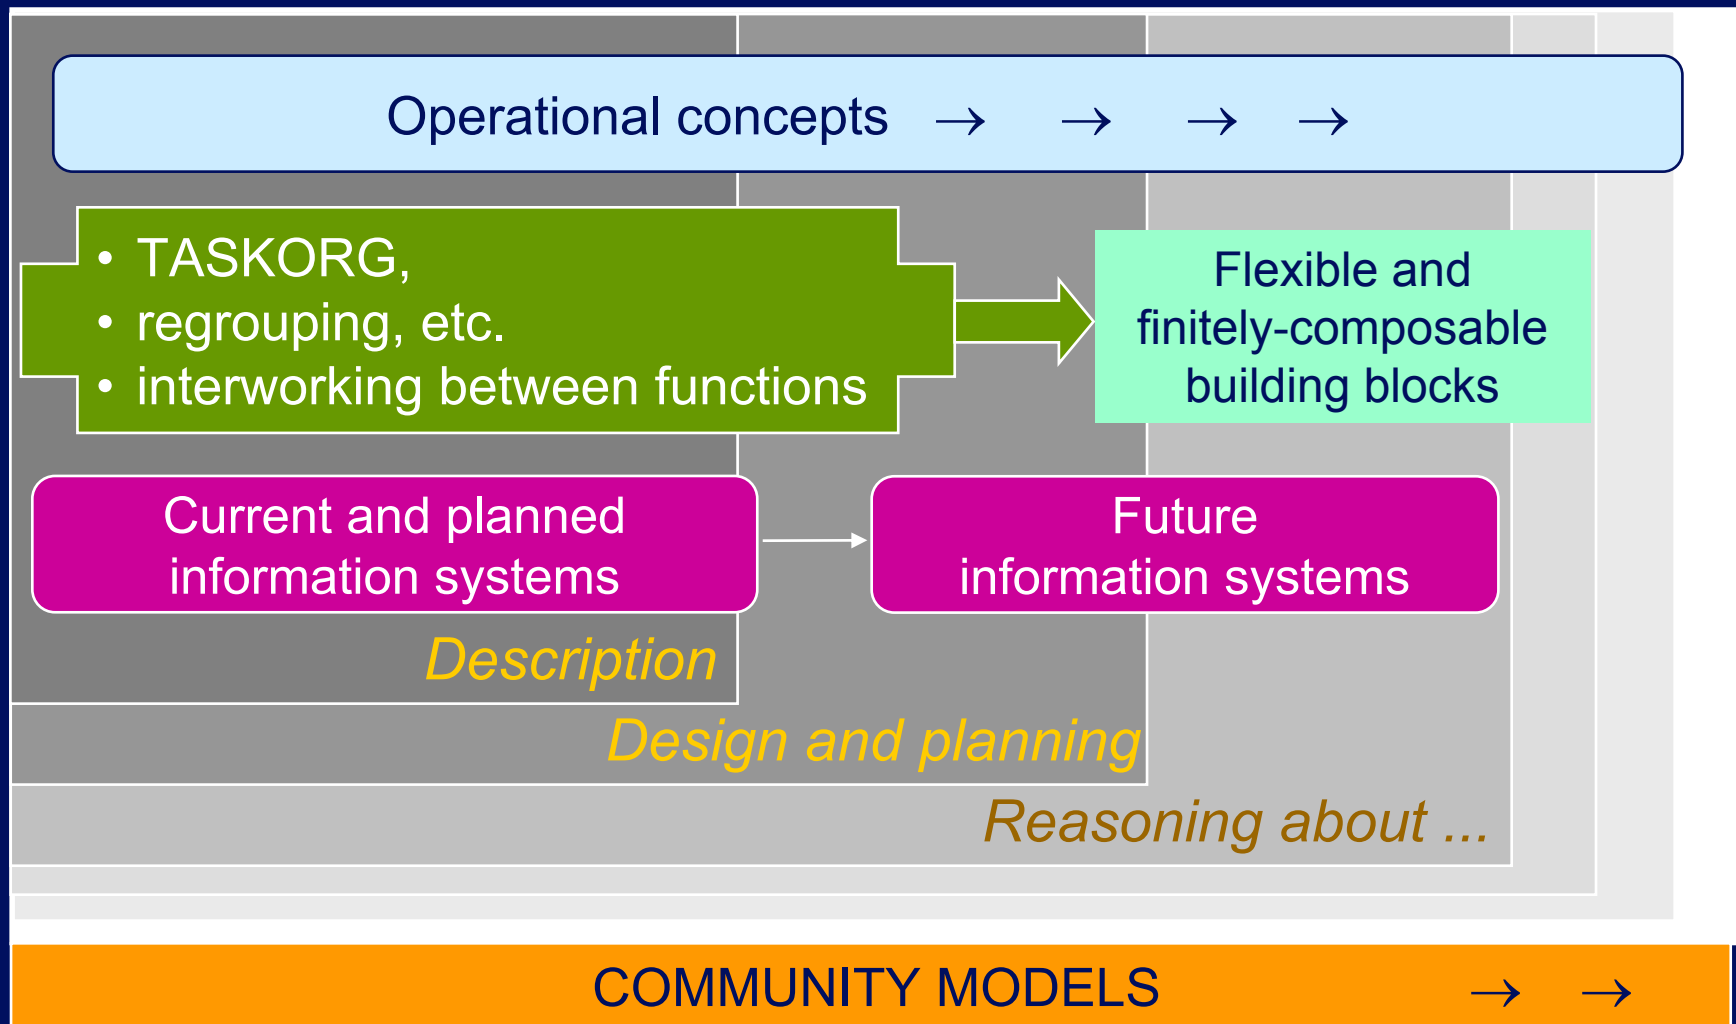 Operational concepts → → → →
• TASKORG,
• regrouping, etc.
• interworking between functions
Flexible and
finitely-composable
building blocks
Current and planned
information systems
Future
information systems
Description
Design and planning
Reasoning about ...
COMMUNITY MODELS → →